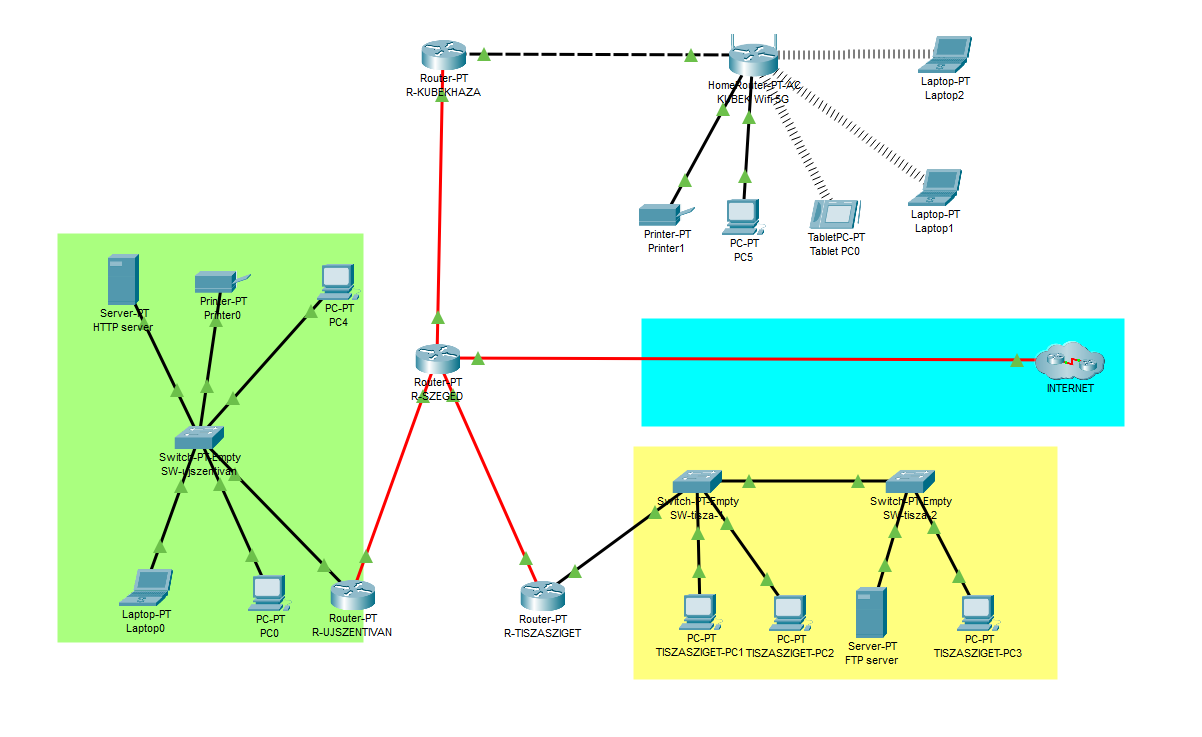 Router-PT
R-KUBEKHAZA
HomeRouter-PT-AC
KUBEK Wifi 5G
Laptop-PT
Laptop2
Printer-PT
Printer1
PC-PT
PC5
TabletPC-PT
Tablet PC0
Laptop-PT
Laptop1
Server-PT
HTTP server
Printer-PT
Printer0
PC-PT
PC4
Router-PT
R-SZEGED
INTERNET
Switch-PT-Empty
SW-ujszentivan
Switch-PT-Empty
SW-tisza-1
Switch-PT-Empty
SW-tisza-2
Laptop-PT
Laptop0
PC-PT
PC0
Router-PT
R-UJSZENTIVAN
Router-PT
R-TISZASZIGET
PC-PT
TISZASZIGET-PC1
PC-PT
TISZASZIGET-PC2
Server-PT
FTP server
PC-PT
TISZASZIGET-PC3